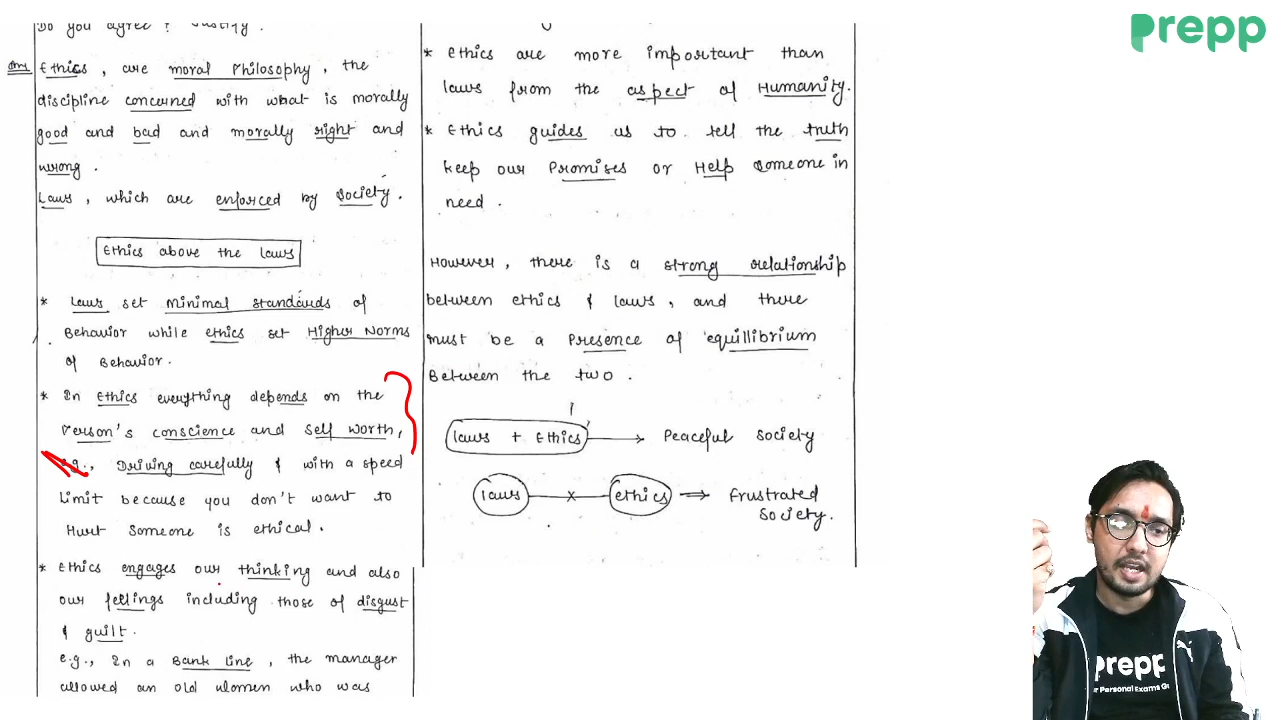 Do you agree ? Justify.
Ans Ethics, are moral Philosophy, the
discipline concerned with what is morally
good and bad and morally right and
wrong.
Laws, which are enforced by Society.
Ethics above the laws
* Laws set minimal standards of
Behavior while ethics set Higher Norms
of Behavior.
* In Ethics everything depends on the
Person's conscience and Self worth,
e.g., Driving carefully & with a speed
Limit because you don't want to
Hurt Someone is ethical.
* Ethics engages our thinking and also
our feelings including those of disgust
& guilt.
e.g., In a Bank line, the manager
allowed an old women who was
* Ethics are more important than
laws from the aspect of Humanity.
* Ethics guides us to tell the truth
keep our Promises or Help Someone in
need.
However, there is a strong relationship
between ethics & laws, and there
must be a Presence of equilibrium
Between the two.
laws + Ethics → Peaceful Society
laws —×— ethics ⇒ Frustrated
Society.
Prepp
prepp
r Personal Exams Gu